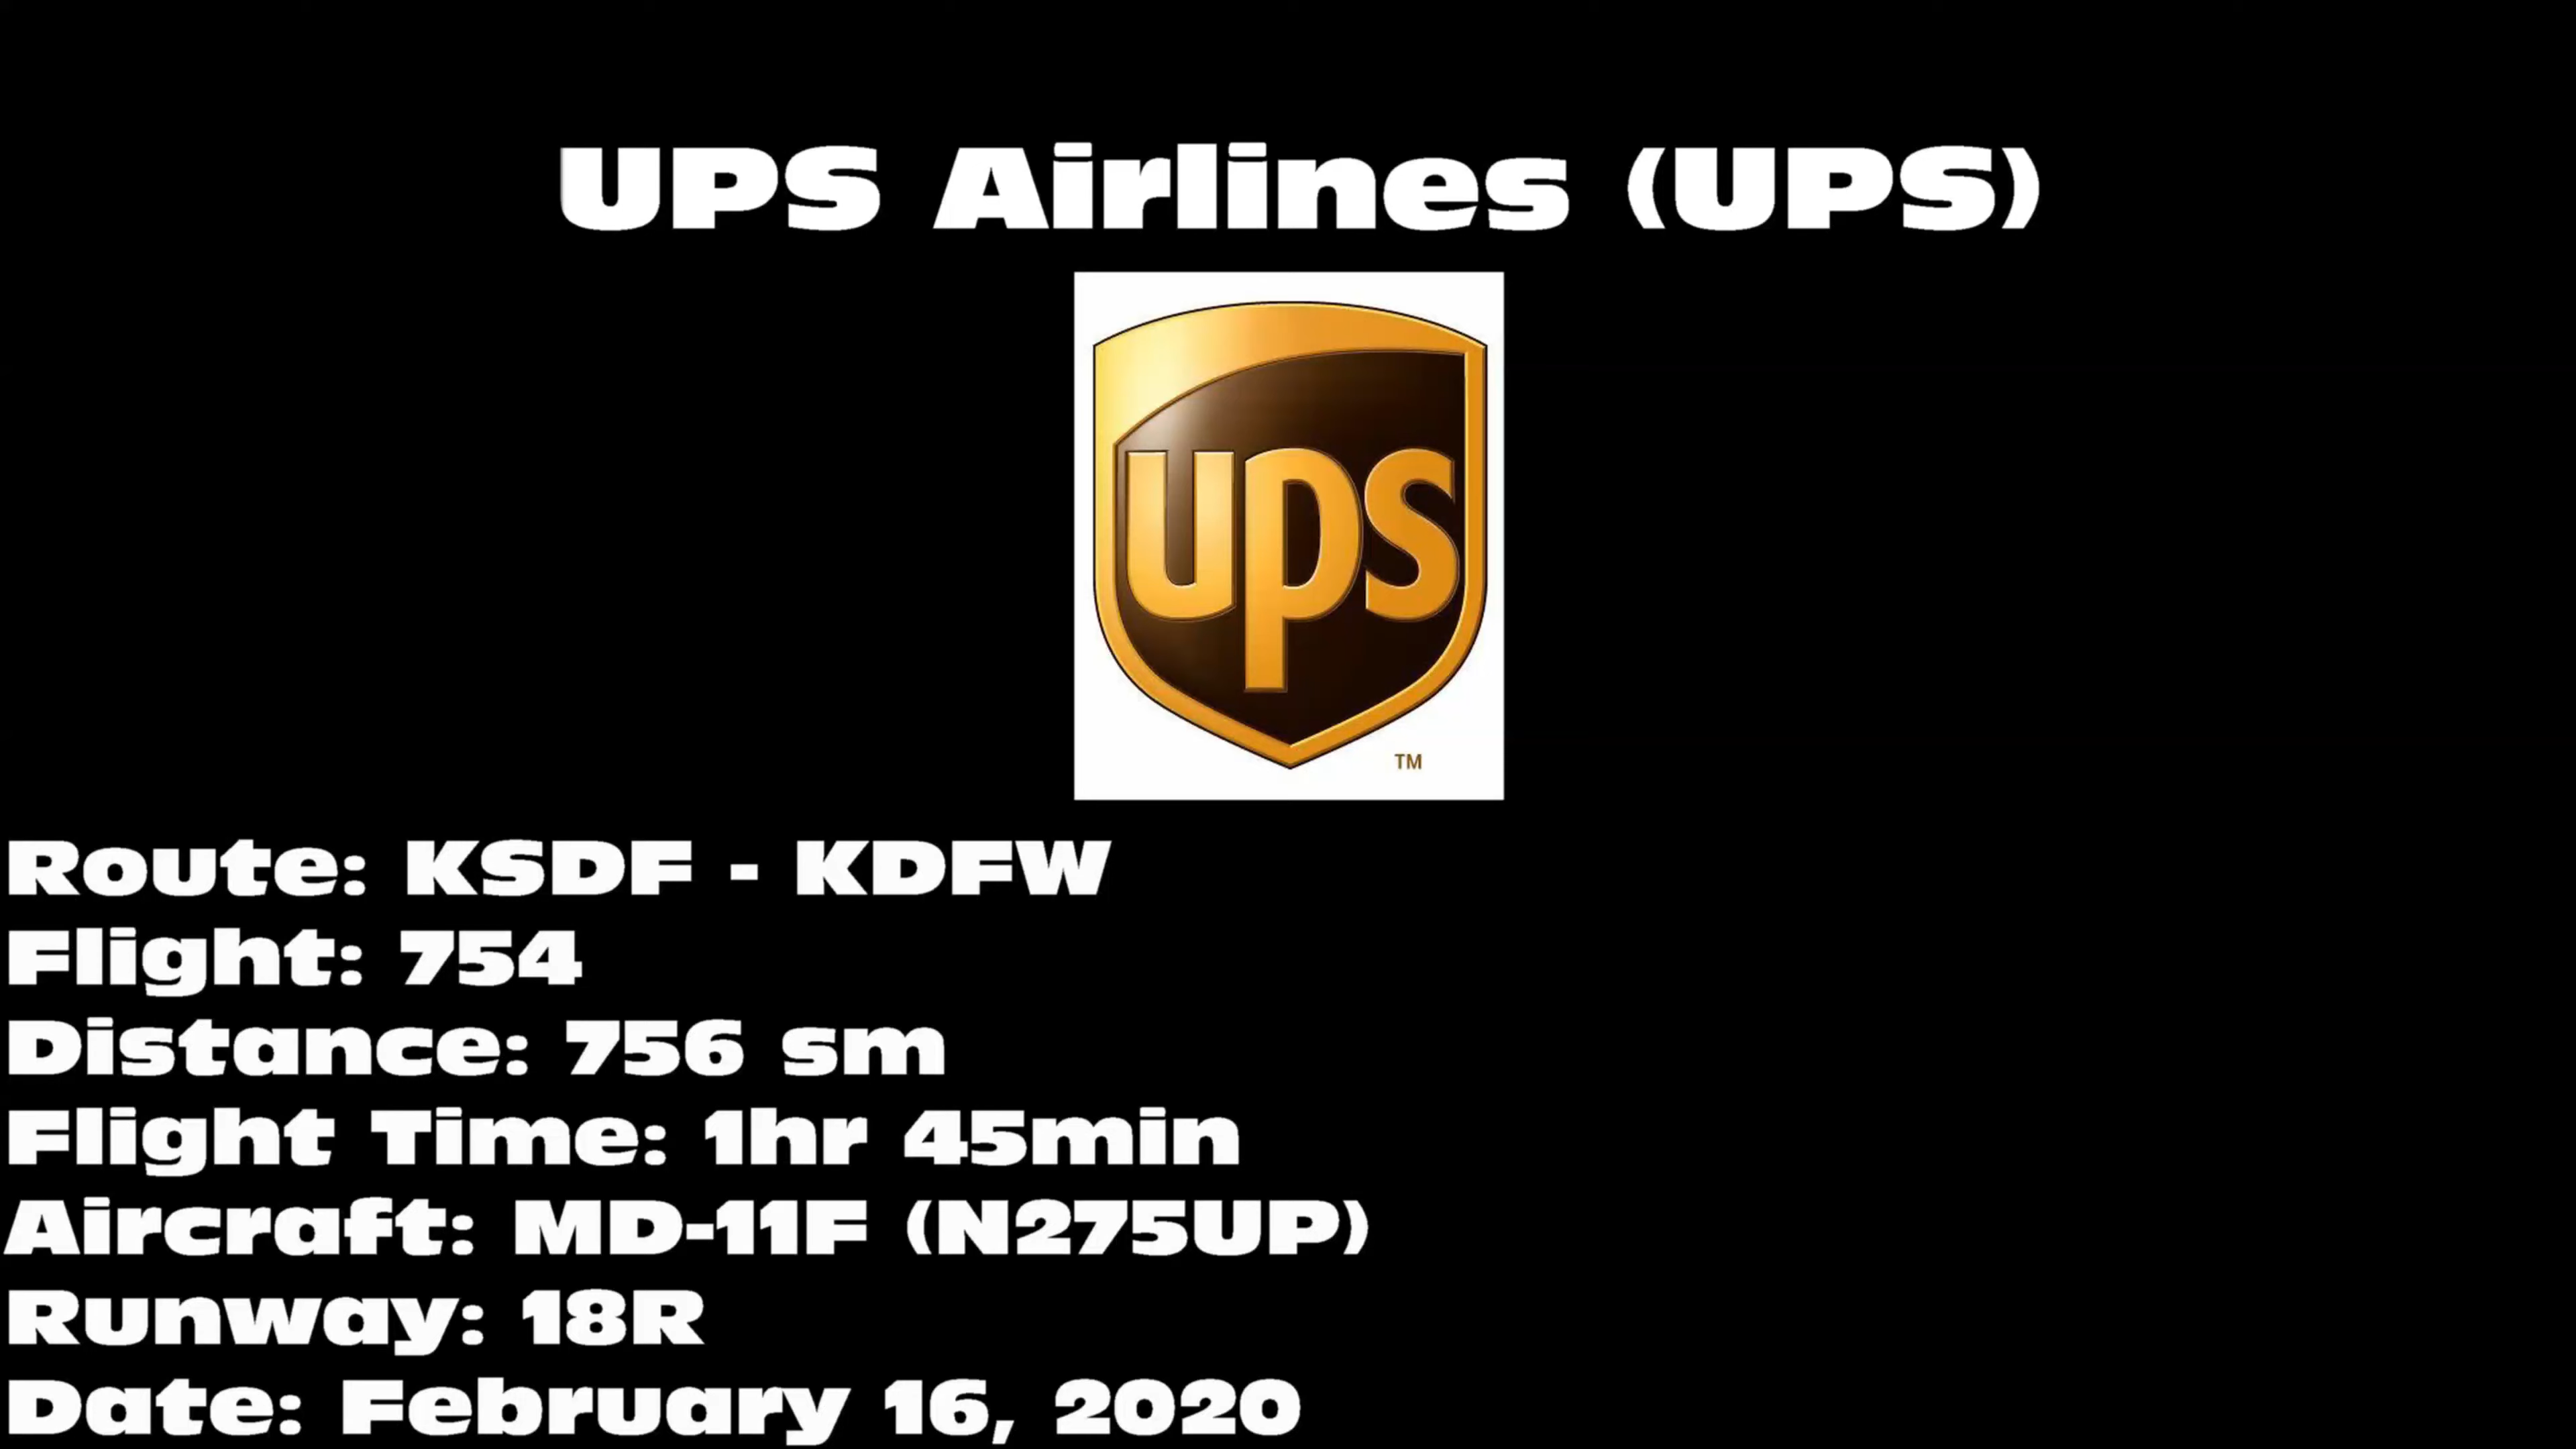 UPS Airlines (UPS)
ups
TM
Route: KSDF - KDFW
Flight: 754
Distance: 756 sm
Flight Time: 1hr 45min
Aircraft: MD-11F (N275UP)
Runway: 18R
Date: February 16, 2020